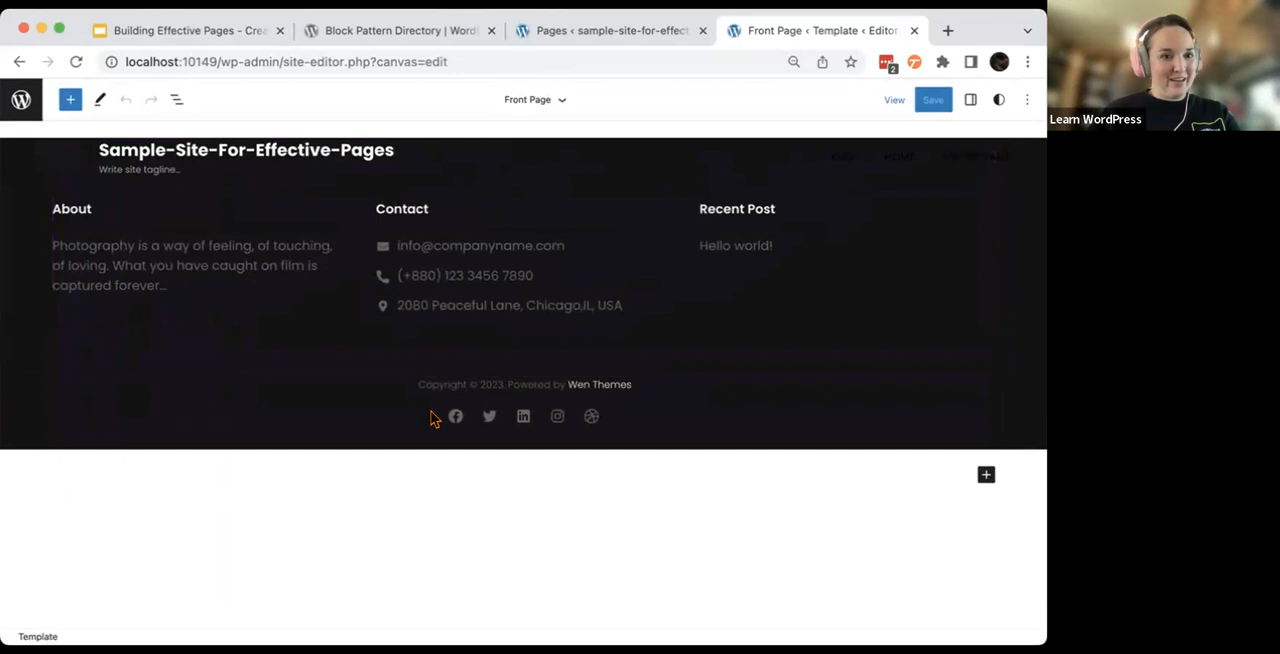 Building Effective Pages - Crea
Block Pattern Directory | Word
Pages ‹ sample-site-for-effect
Front Page ‹ Template ‹ Editor
localhost:10149/wp-admin/site-editor.php?canvas=edit
2
Front Page
View
Save
Learn WordPress
Sample-Site-For-Effective-Pages
Write site tagline...
HOME
About
Contact
Recent Post
Photography is a way of feeling, of touching,
of loving. What you have caught on film is
captured forever...
info@companyname.com
(+880) 123 3456 7890
2080 Peaceful Lane, Chicago,iL, USA
Hello world!
Copyright © 2023. Powered by Wen Themes
Template